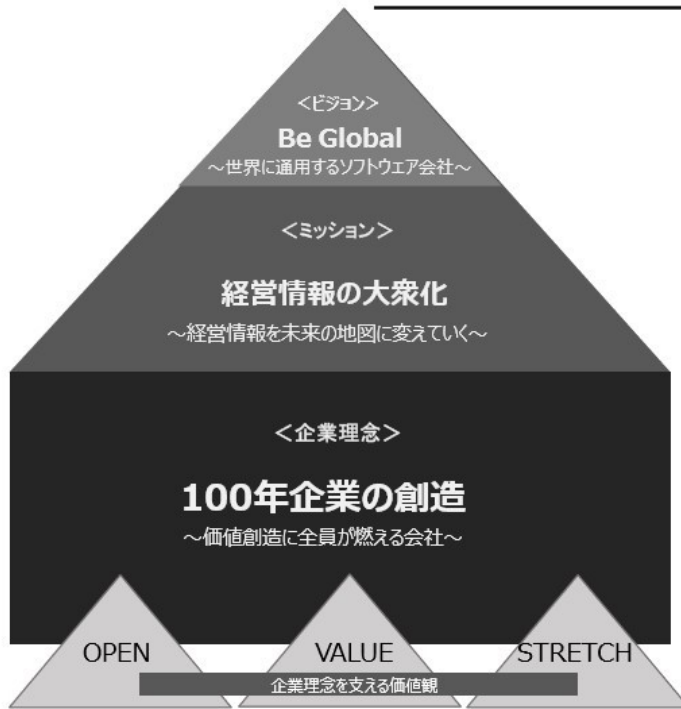 ＜ビジョン＞
Be Global
～世界に通用するソフトウェア会社～
＜ミッション＞
経営情報の大衆化
～経営情報を未来の地図に変えていく～
＜企業理念＞
100年企業の創造
～価値創造に全員が燃える会社～
OPEN VALUE STRETCH
企業理念を支える価値観